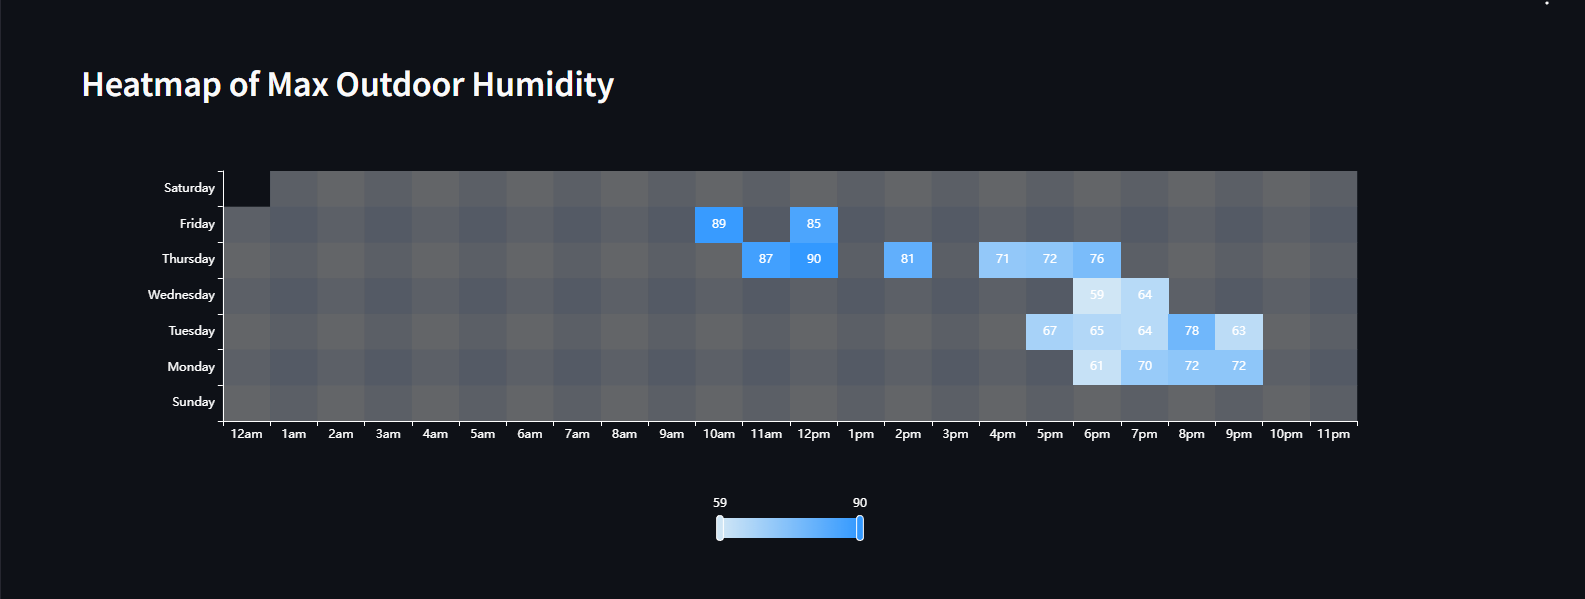 Heatmap of Max Outdoor Humidity
Saturday
Friday 89 85
Thursday 87 90 81 71 72 76
Wednesday 59 64
Tuesday 67 65 64 78 63
Monday 61 70 72 72
Sunday
12am 1am 2am 3am 4am 5am 6am 7am 8am 9am 10am 11am 12pm 1pm 2pm 3pm 4pm 5pm 6pm 7pm 8pm 9pm 10pm 11pm
59 90